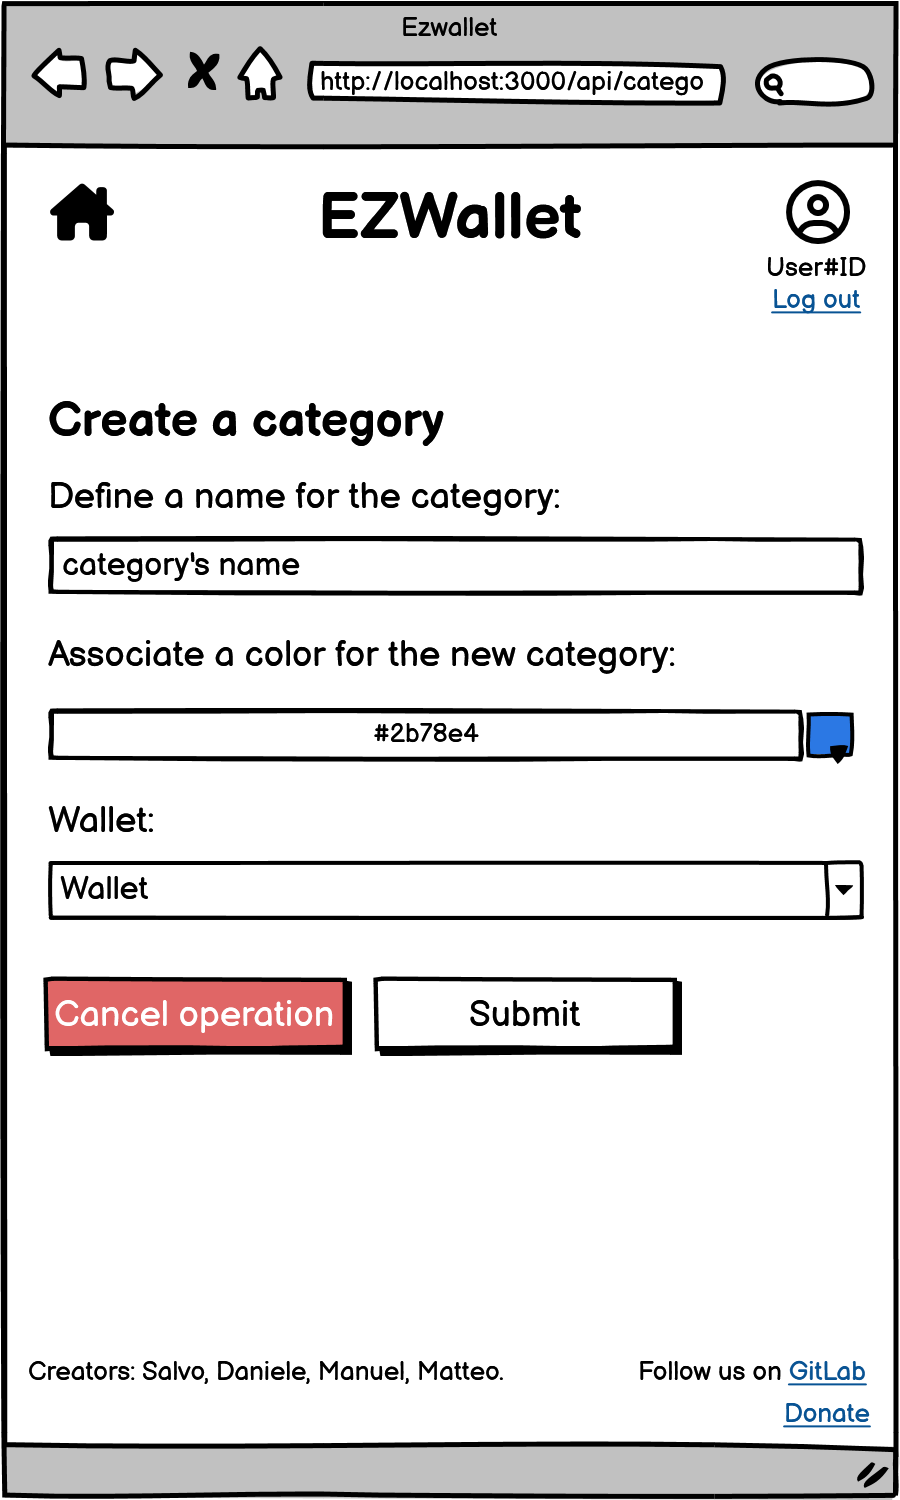 Ezwallet
http://localhost:3000/api/catego
EZWallet
User#ID
Log out
Create a category
Define a name for the category:
category's name
Associate a color for the new category:
#2b78e4
Wallet:
Wallet
Cancel operation
Submit
Creators: Salvo, Daniele, Manuel, Matteo.
Follow us on GitLab
Donate